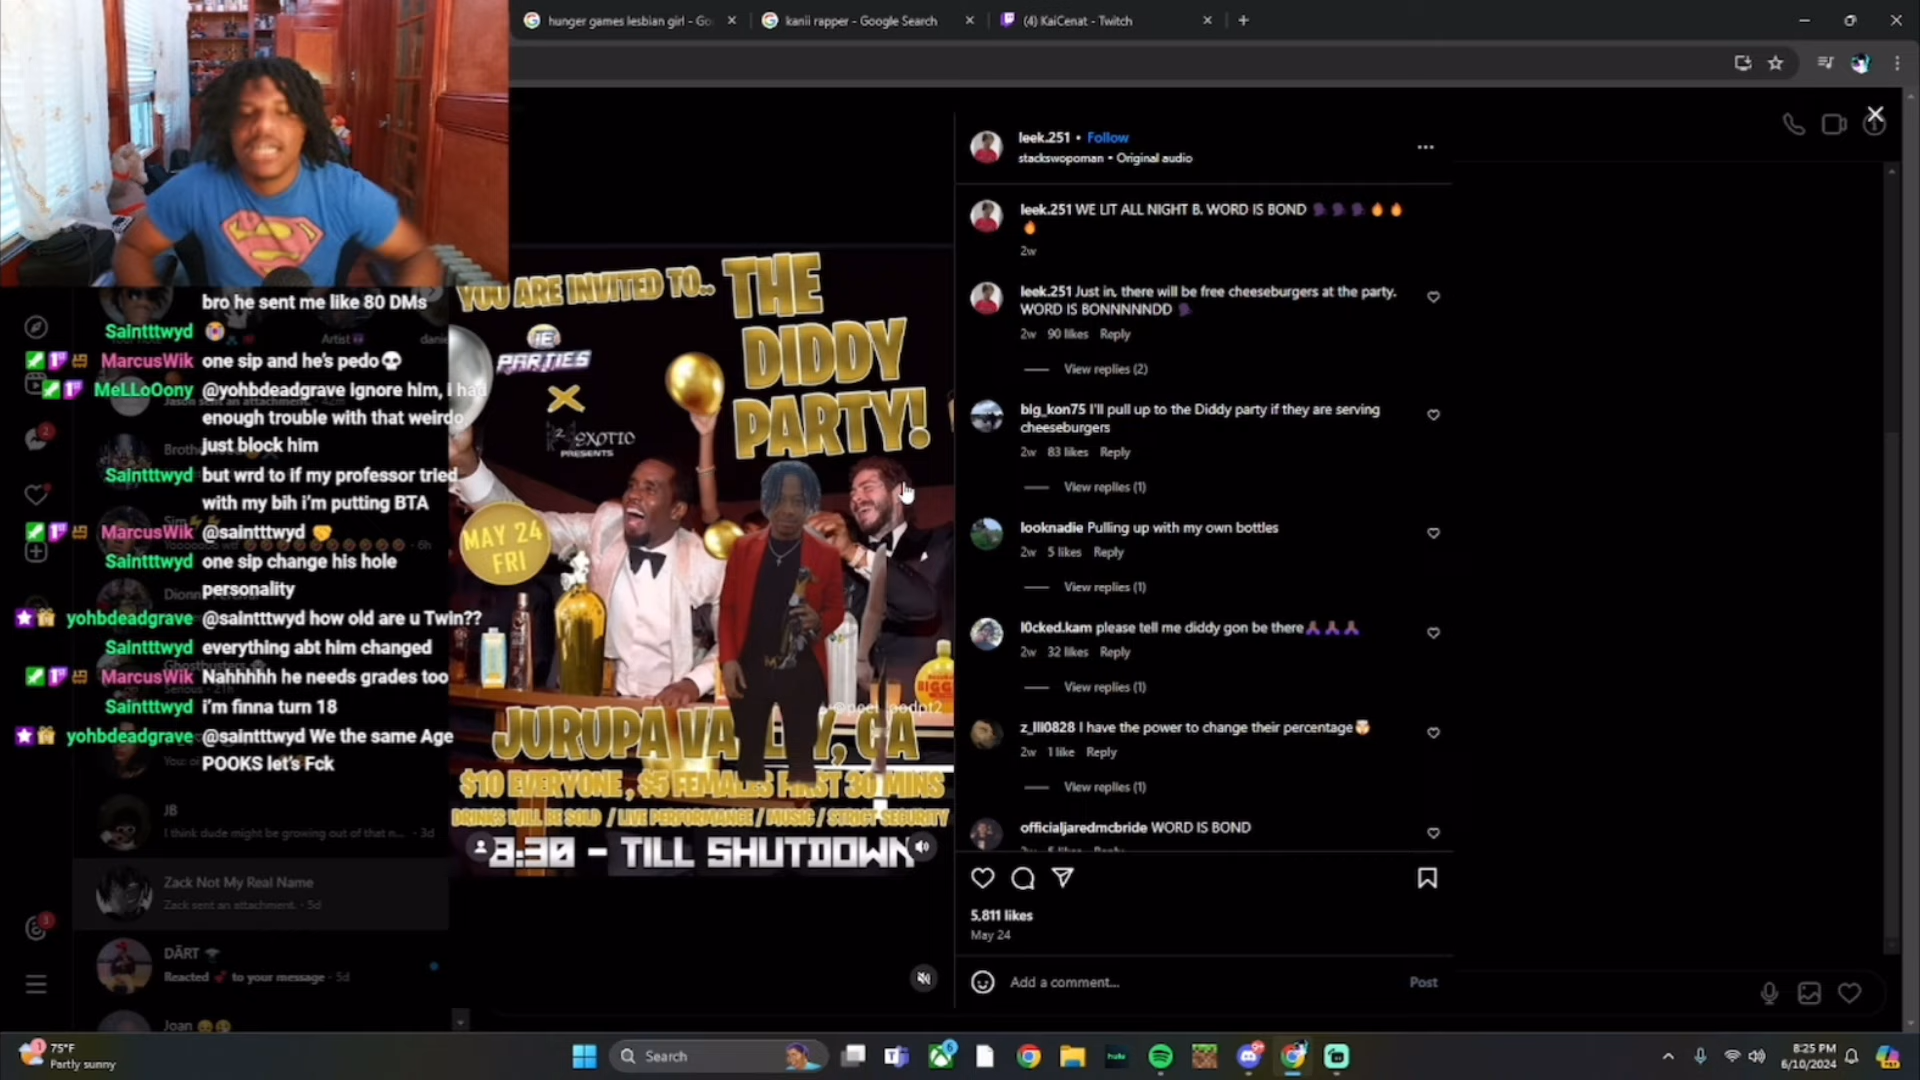 hunger games lesbian girl - Go
kanii rapper - Google Search
(4) KaiCenat - Twitch
bro he sent me like 80 DMs
Saintttwyd
MarcusWik one sip and he's pedo
MeLLoOony @yohbdeadgrave ignore him, I had
enough trouble with that weirdo
just block him
Saintttwyd but wrd to if my professor tried
with my bih i'm putting BTA
MarcusWik @saintttwyd
Saintttwyd one sip change his hole
personality
yohbdeadgrave @saintttwyd how old are u Twin??
Saintttwyd everything abt him changed
MarcusWik Nahhhhh he needs grades too
Saintttwyd i'm finna turn 18
yohbdeadgrave @saintttwyd We the same Age
POOKS let's Fck
Artist
danie
JB
I think dude might be growing out of that n... · 3d
Zack Not My Real Name
Zack sent an attachment. · 5d
DÄRT
Reacted to your message · 5d
Joan
YOU ARE INVITED TO.. THE
DIDDY
PARTY!
IE
PARTIES
X
EXOTIC
PRESENTS
MAY 24
FRI
JURUPA VA Y, CA
$10 EVERYONE, $5 FEMALES FIRST 30 MINS
DRINKS WILL BE SOLD / LIVE PERFORMANCE / MUSIC / STRICT SECURITY
8:30 - TILL SHUTDOWN
leek.251 • Follow
stackswopoman • Original audio
leek.251 WE LIT ALL NIGHT B. WORD IS BOND
2w
leek.251 Just in, there will be free cheeseburgers at the party.
WORD IS BONNNNNDD
2w 90 likes Reply
View replies (2)
big_kon75 I'll pull up to the Diddy party if they are serving
cheeseburgers
2w 83 likes Reply
View replies (1)
looknadie Pulling up with my own bottles
2w 5 likes Reply
View replies (1)
l0cked.kam please tell me diddy gon be there
2w 32 likes Reply
View replies (1)
z_lll0828 I have the power to change their percentage
2w 1 like Reply
View replies (1)
officialjaredmcbride WORD IS BOND
5,811 likes
May 24
Add a comment...
Post
75°F
Partly sunny
Search
hulu
8:25 PM
6/10/2024